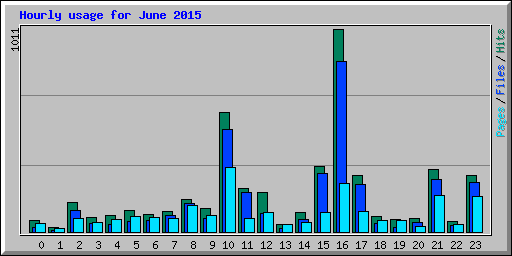 Hourly usage for June 2015
1011
Pages / Files / Hits
0 1 2 3 4 5 6 7 8 9 10 11 12 13 14 15 16 17 18 19 20 21 22 23